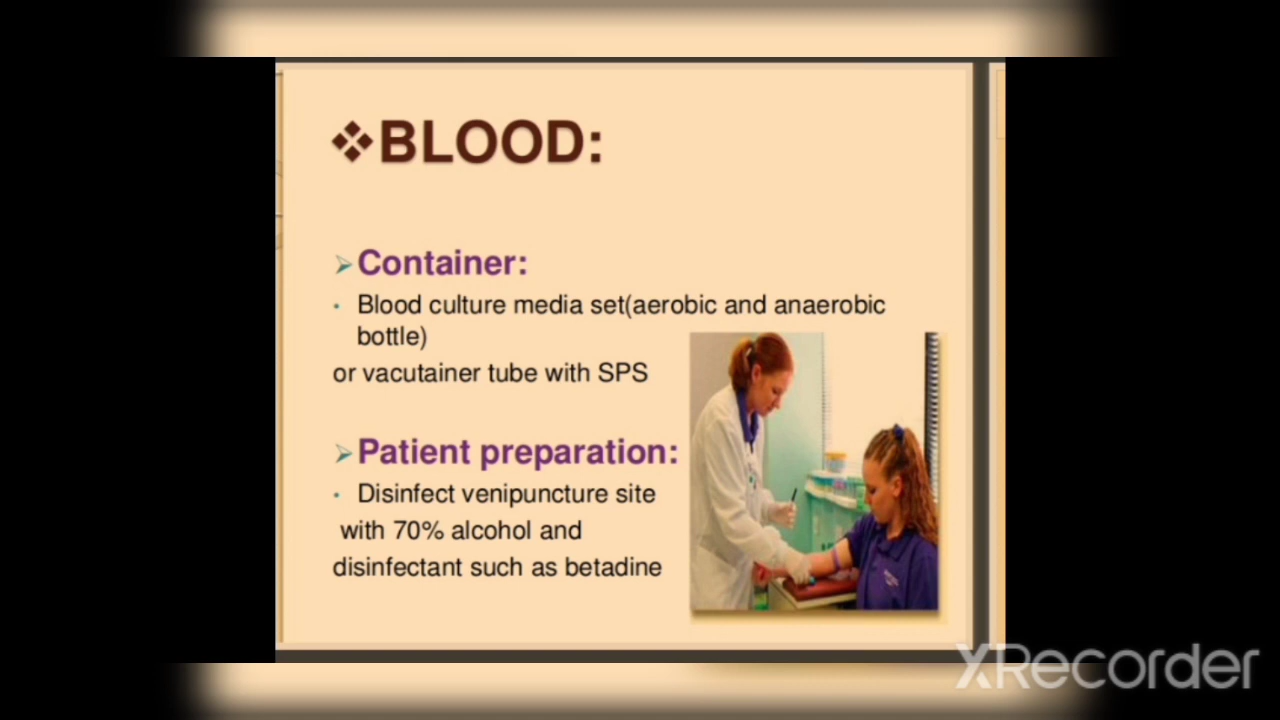 ❖BLOOD:
➢Container:
• Blood culture media set(aerobic and anaerobic
bottle)
or vacutainer tube with SPS
➢Patient preparation:
• Disinfect venipuncture site
with 70% alcohol and
disinfectant such as betadine
XRecorder